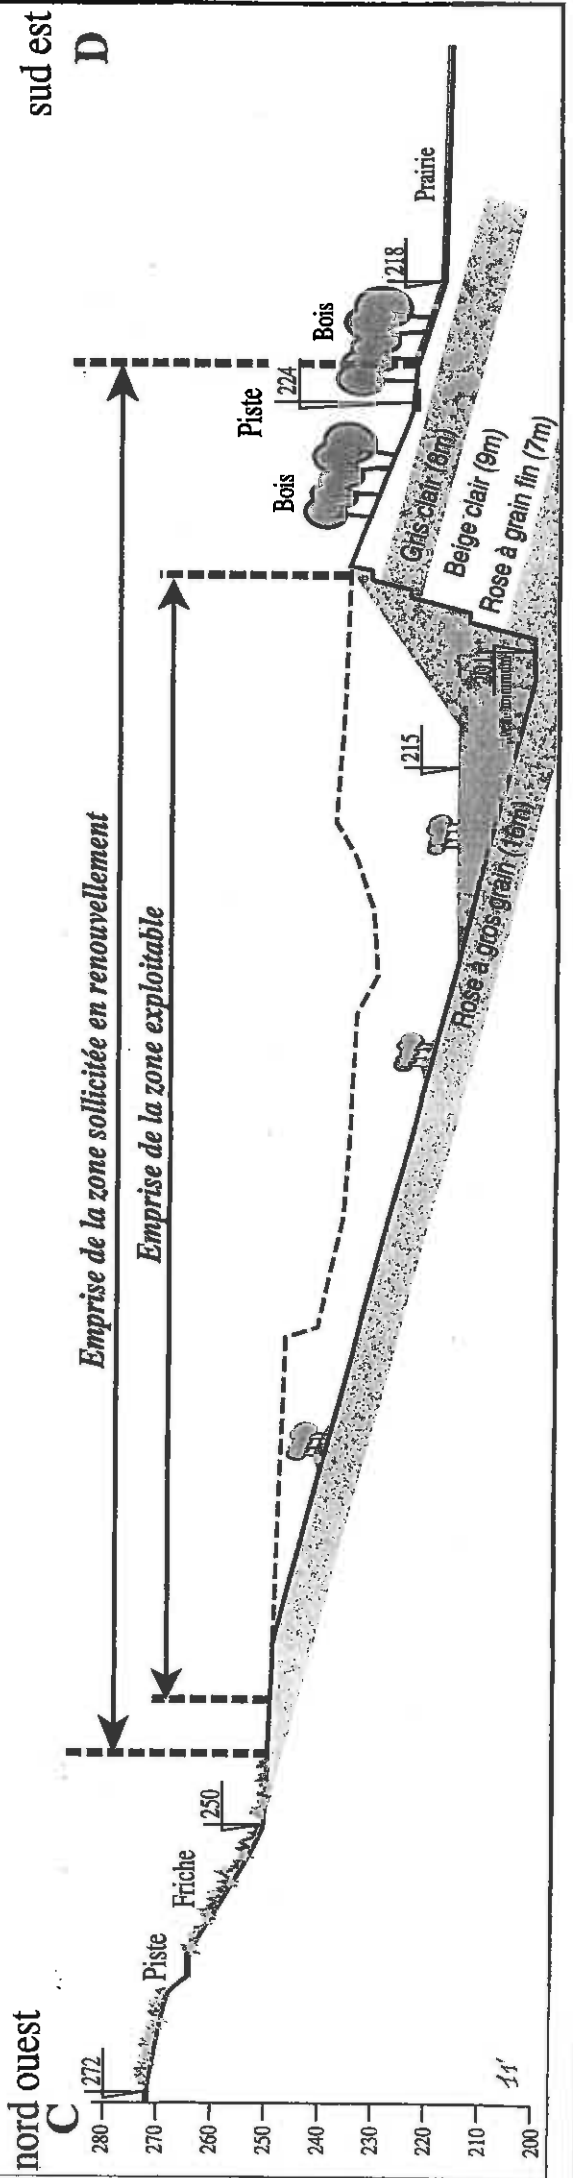 nord ouest
C
sud est
D
Emprise de la zone sollicitée en renouvellement
Emprise de la zone exploitable
272
Piste
Friche
250
215
201
Bois
Piste
224
Bois
218
Prairie
Gris clair (8m)
Beige clair (9m)
Rose à grain fin (7m)
Rose à gros grain (16m)
280
270
260
250
240
230
220
210
200
11'